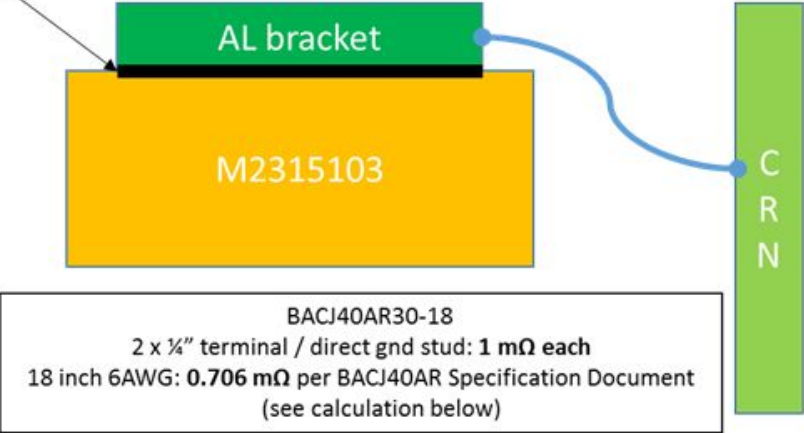 AL bracket
M2315103
C
R
N
BACJ40AR30-18
2 x ¼” terminal / direct gnd stud: 1 mΩ each
18 inch 6AWG: 0.706 mΩ per BACJ40AR Specification Document
(see calculation below)